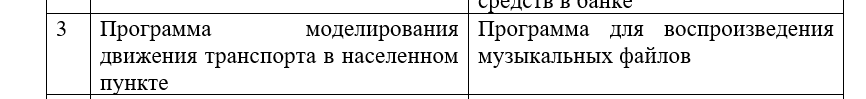 средств в банке
3 Программа моделирования Программа для воспроизведения
движения транспорта в населенном музыкальных файлов
пункте